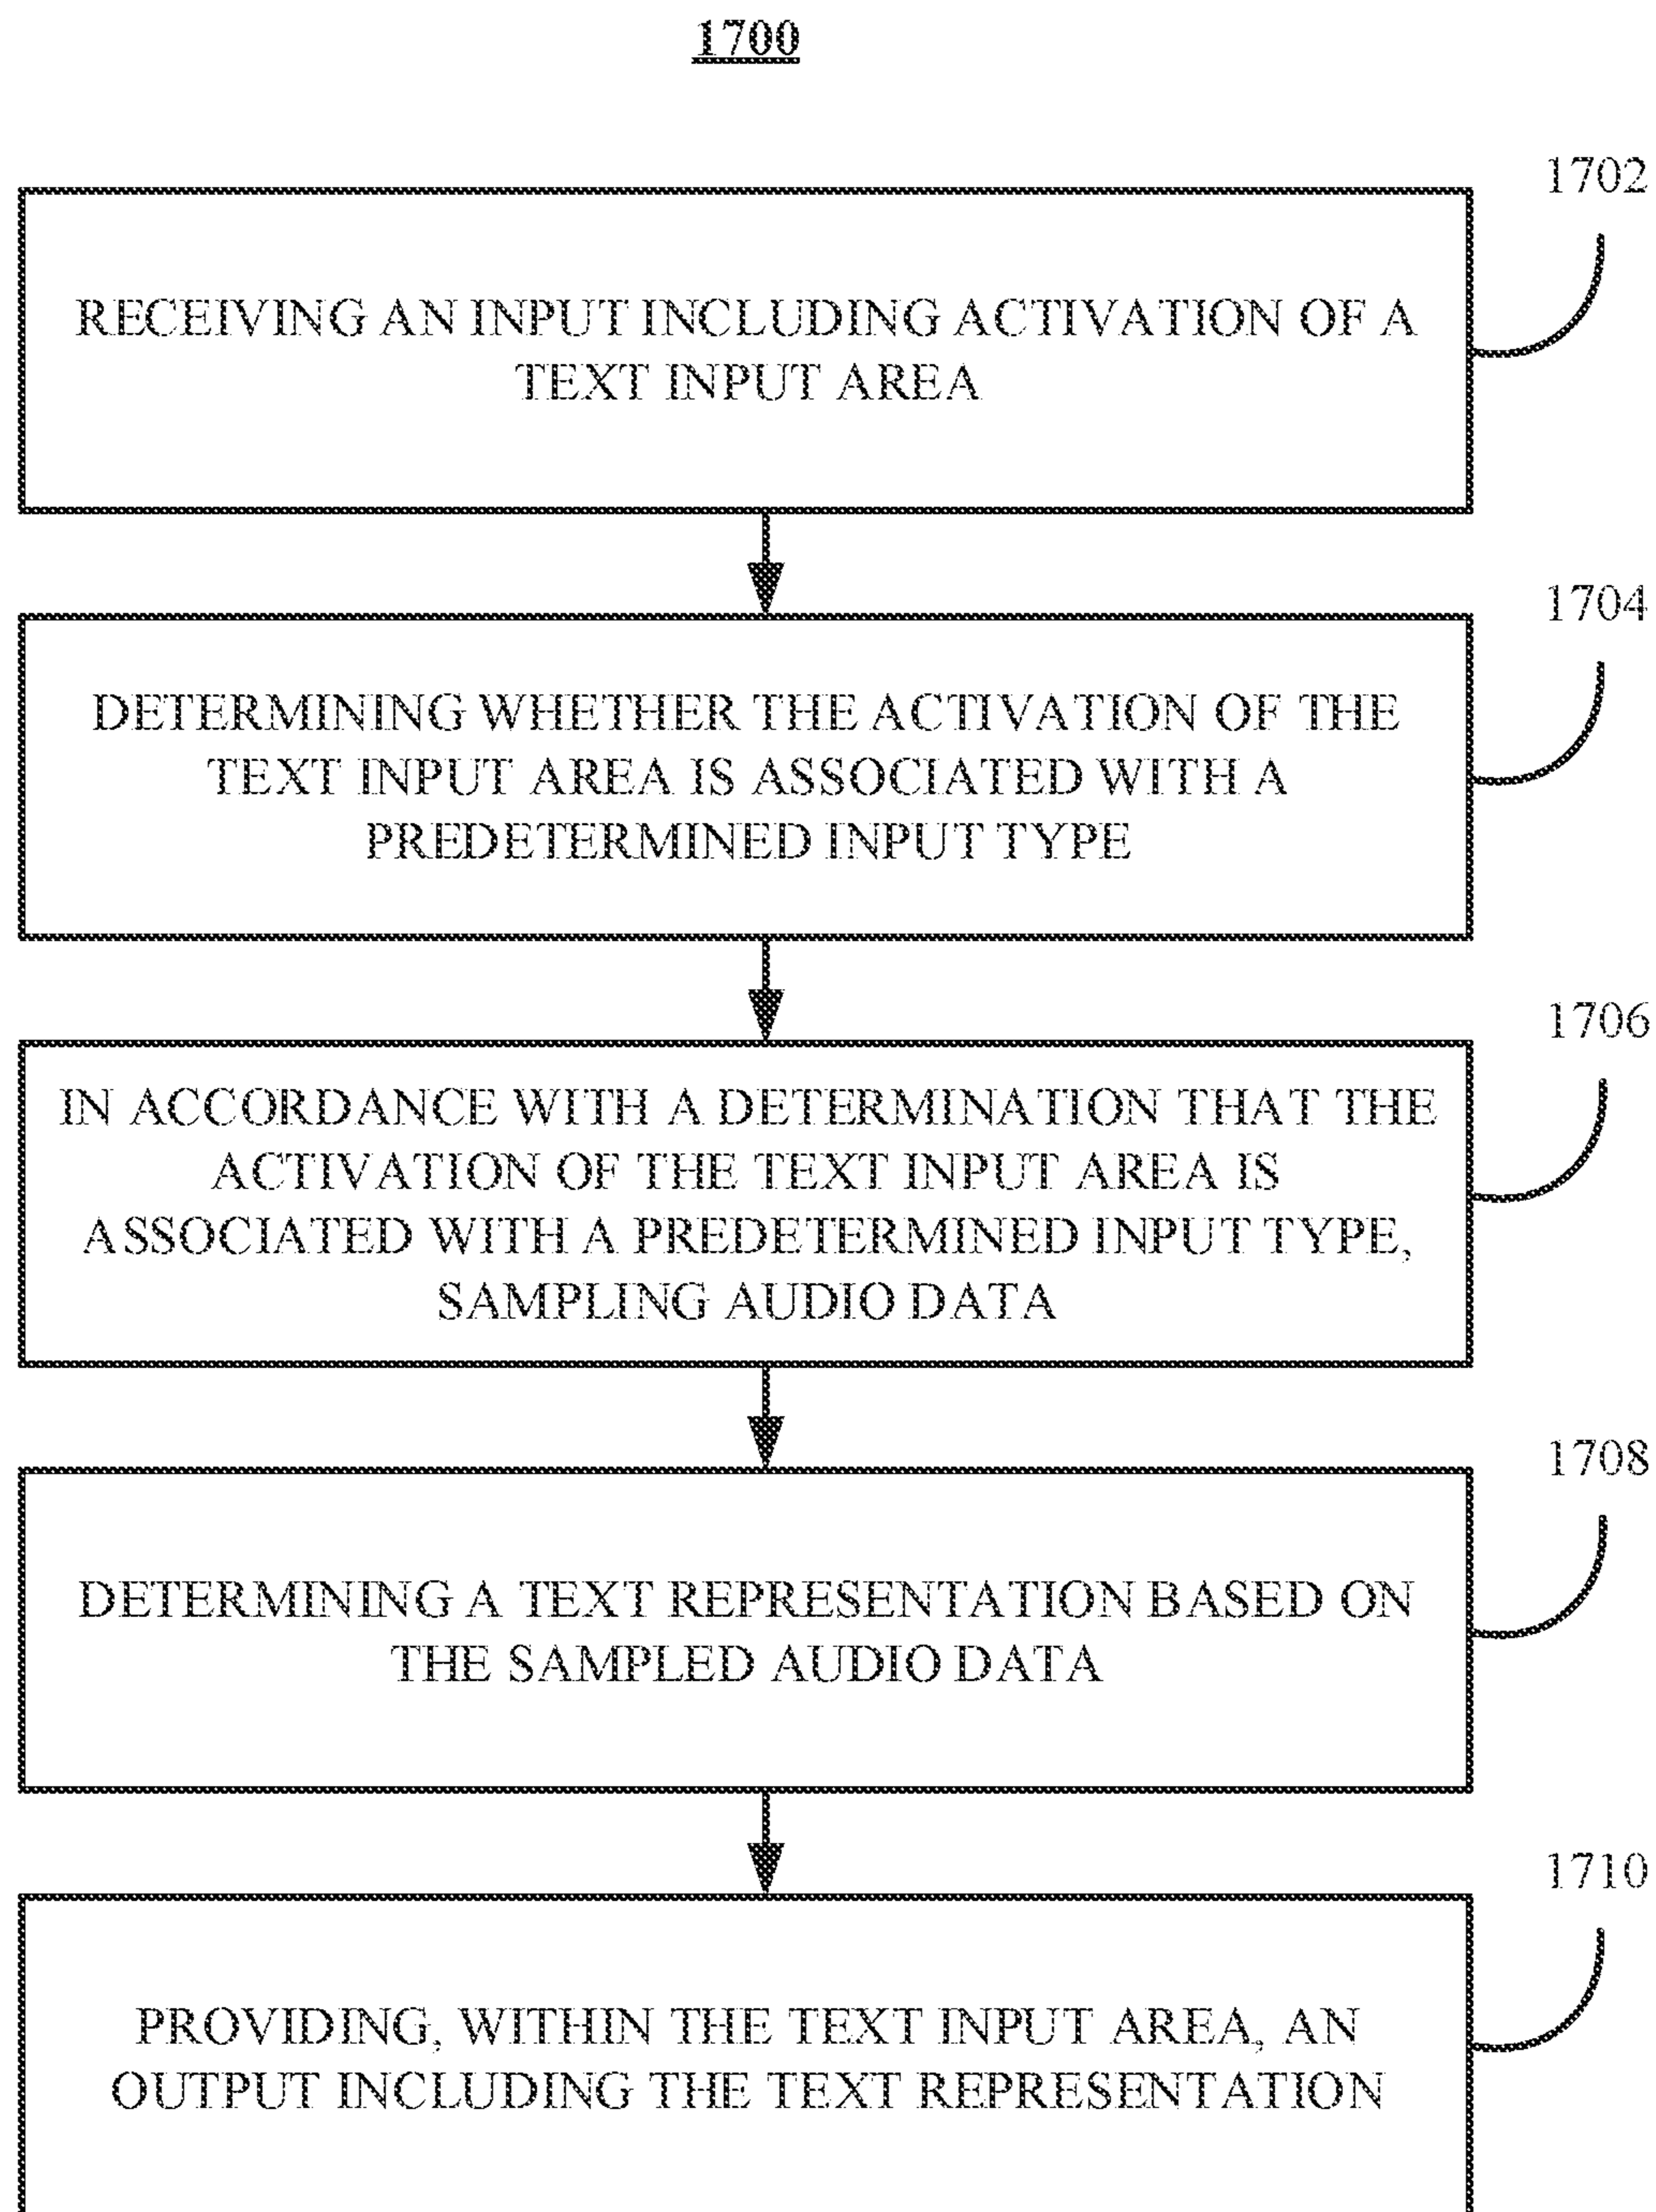 1700
1702
RECEIVING AN INPUT INCLUDING ACTIVATION OF A
TEXT INPUT AREA
1704
DETERMINING WHETHER THE ACTIVATION OF THE
TEXT INPUT AREA IS ASSOCIATED WITH A
PREDETERMINED INPUT TYPE
1706
IN ACCORDANCE WITH A DETERMINATION THAT THE
ACTIVATION OF THE TEXT INPUT AREA IS
ASSOCIATED WITH A PREDETERMINED INPUT TYPE,
SAMPLING AUDIO DATA
1708
DETERMINING A TEXT REPRESENTATION BASED ON
THE SAMPLED AUDIO DATA
1710
PROVIDING, WITHIN THE TEXT INPUT AREA, AN
OUTPUT INCLUDING THE TEXT REPRESENTATION